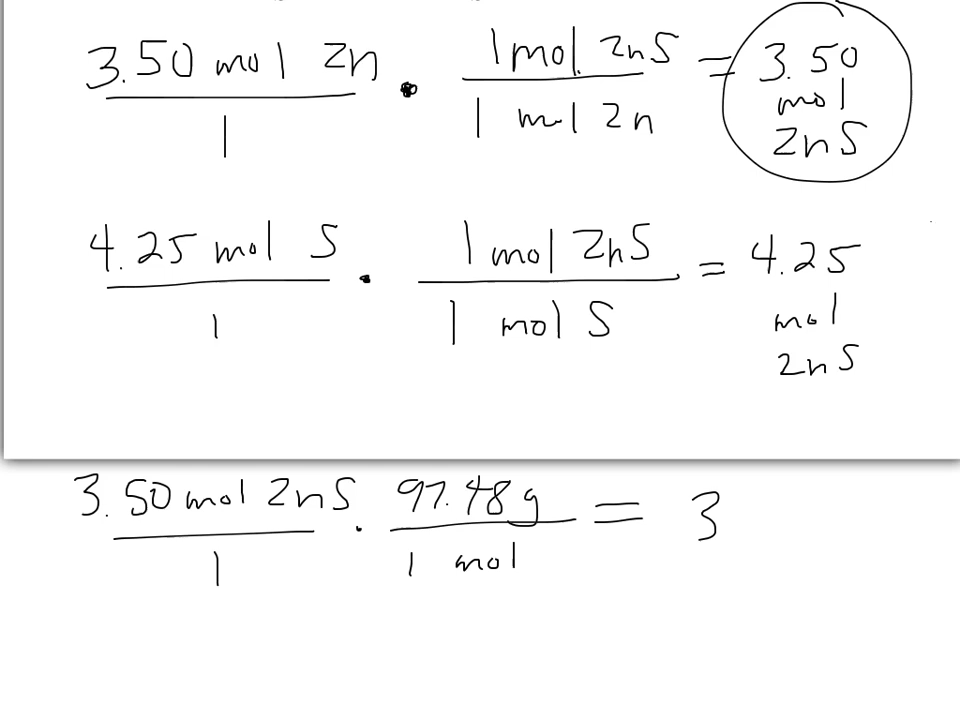 3.50 mol Zn / 1 · 1 mol ZnS / 1 mol Zn = 3.50 mol ZnS
4.25 mol S / 1 · 1 mol ZnS / 1 mol S = 4.25 mol ZnS
3.50 mol ZnS / 1 · 97.48 g / 1 mol = 3